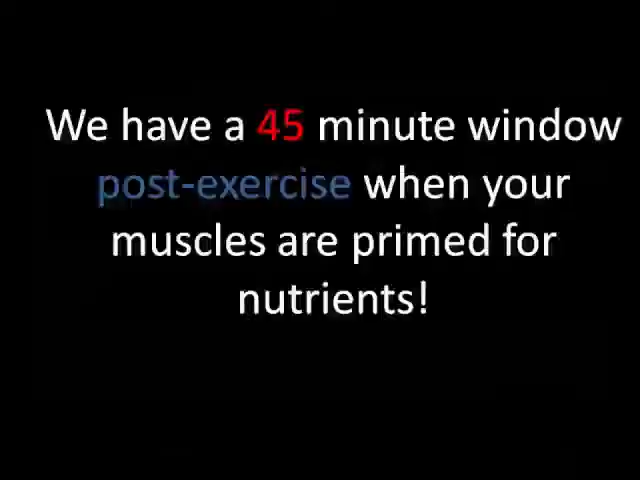 We have a 45 minute window
post-exercise when your
muscles are primed for
nutrients!